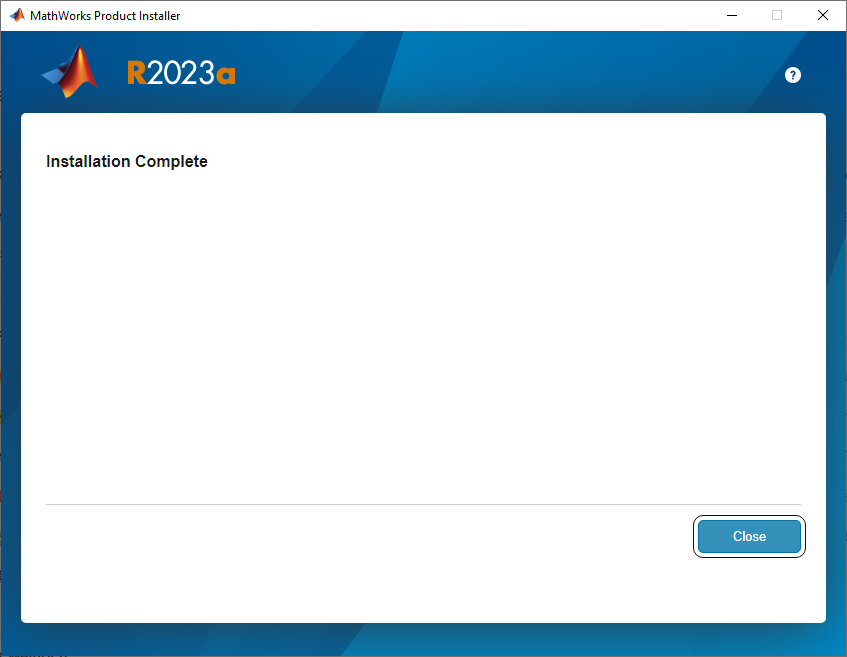 MathWorks Product Installer
R2023a
?
Installation Complete
Close